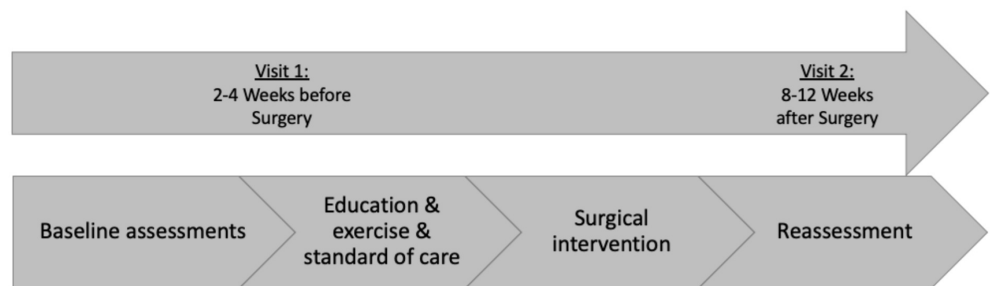 Visit 1:
2-4 Weeks before
Surgery
Visit 2:
8-12 Weeks
after Surgery
Baseline assessments
Education &
exercise &
standard of care
Surgical
intervention
Reassessment